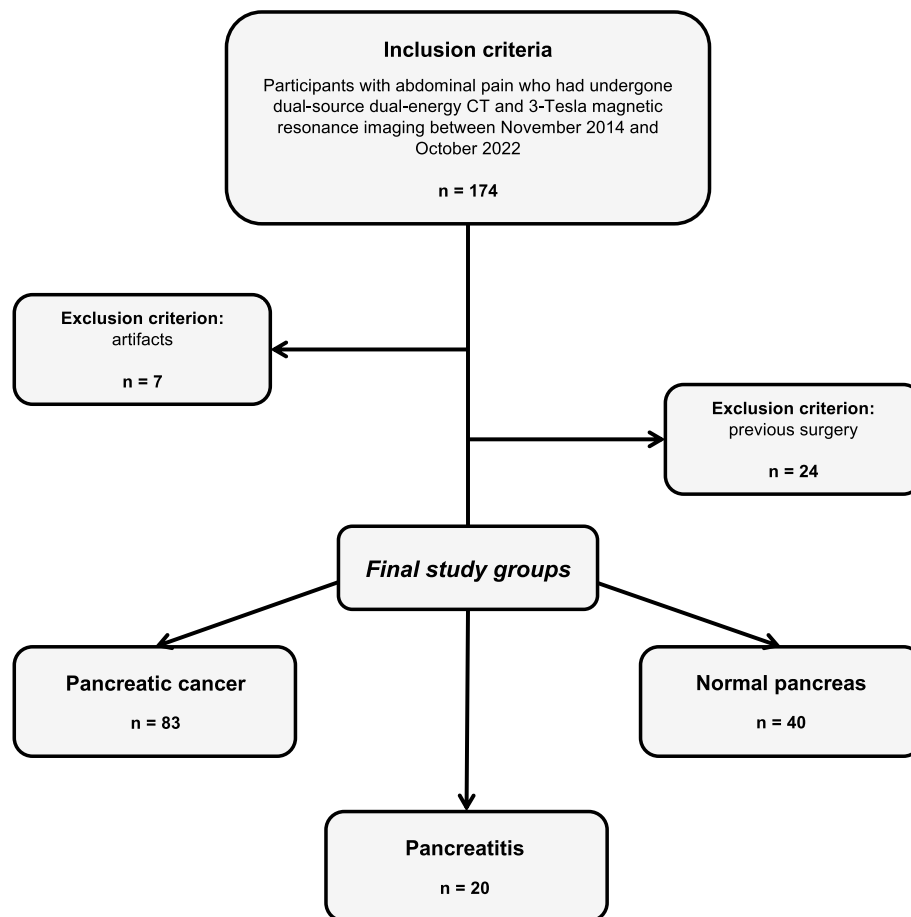 Inclusion criteria
Participants with abdominal pain who had undergone
dual-source dual-energy CT and 3-Tesla magnetic
resonance imaging between November 2014 and
October 2022
n = 174
Exclusion criterion:
artifacts
n = 7
Exclusion criterion:
previous surgery
n = 24
Final study groups
Pancreatic cancer
n = 83
Normal pancreas
n = 40
Pancreatitis
n = 20